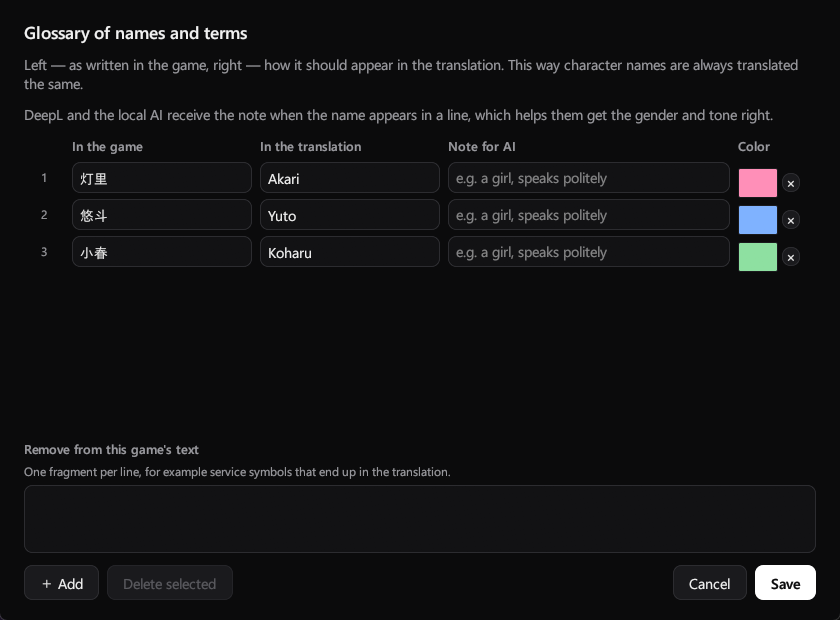 Glossary of names and terms
Left — as written in the game, right — how it should appear in the translation. This way character names are always translated
the same.
DeepL and the local AI receive the note when the name appears in a line, which helps them get the gender and tone right.
In the game In the translation Note for AI Color
1 灯里 Akari e.g. a girl, speaks politely ×
2 悠斗 Yuto e.g. a girl, speaks politely ×
3 小春 Koharu e.g. a girl, speaks politely ×
Remove from this game's text
One fragment per line, for example service symbols that end up in the translation.
+ Add Delete selected Cancel Save